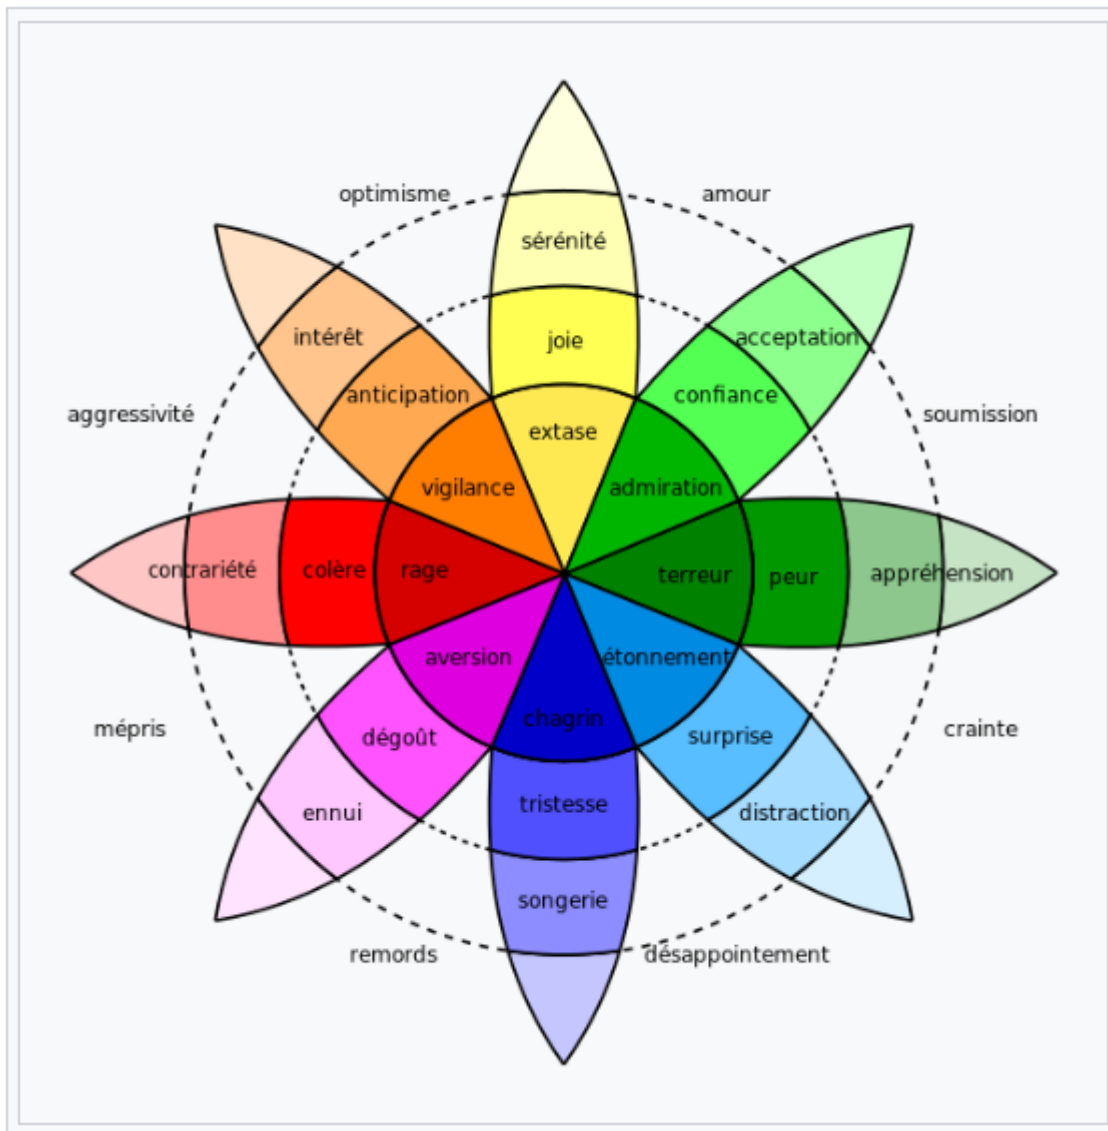 optimisme
amour
sérénité
intérêt
joie
acceptation
anticipation
confiance
aggressivité
soumission
extase
vigilance
admiration
contrariété
colère
rage
terreur
peur
appréhension
aversion
étonnement
mépris
dégoût
chagrin
surprise
crainte
ennui
tristesse
distraction
songerie
remords
désappointement